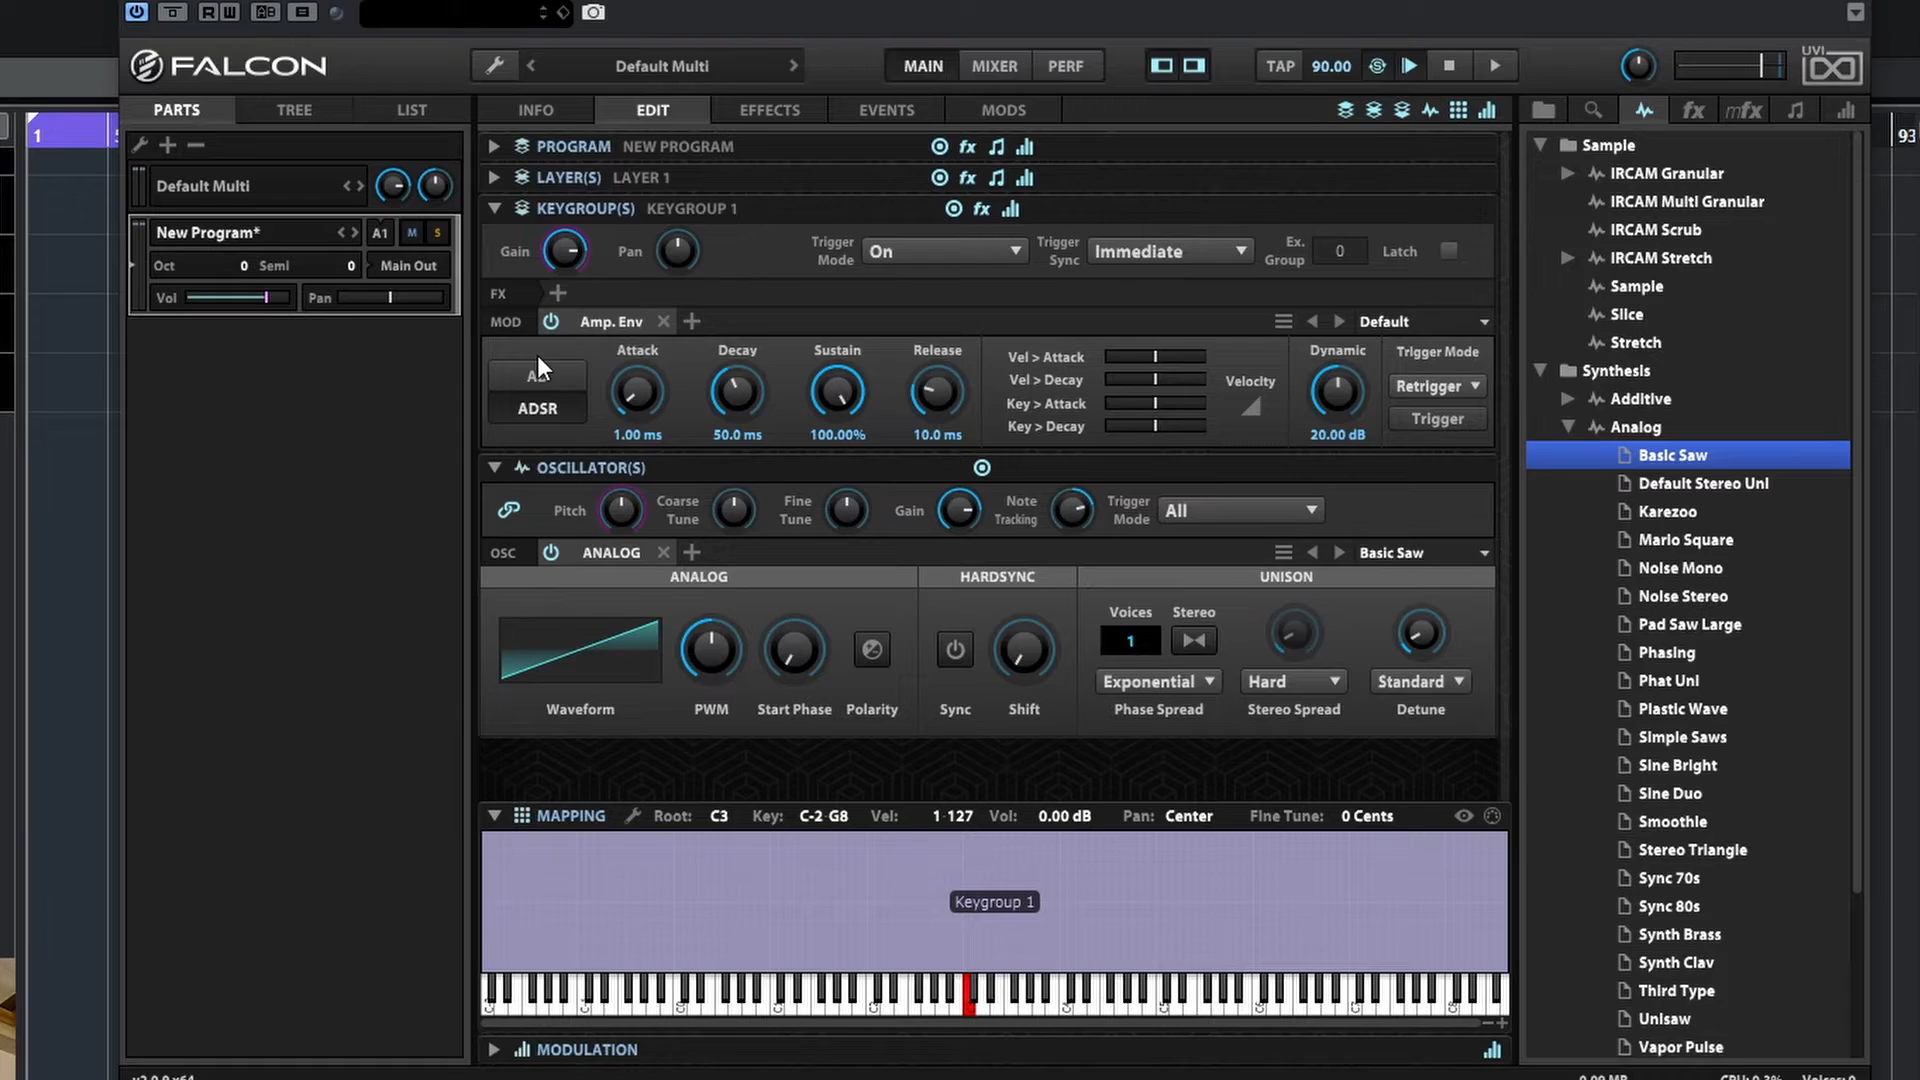 R W AB
FALCON
Default Multi
MAIN MIXER PERF
TAP 90.00
UVI
PARTS TREE LIST
INFO EDIT EFFECTS EVENTS MODS
fx mfx
1
93
Default Multi
New Program* A1 M S
Oct 0 Semi 0 Main Out
Vol Pan
PROGRAM NEW PROGRAM fx
LAYER(S) LAYER 1 fx
KEYGROUP(S) KEYGROUP 1 fx
Gain Pan Trigger Mode On Trigger Sync Immediate Ex. Group 0 Latch
FX
MOD Amp. Env Default
Attack Decay Sustain Release
ADSR
1.00 ms 50.0 ms 100.00% 10.0 ms
Vel > Attack
Vel > Decay
Key > Attack
Key > Decay
Velocity
Dynamic
20.00 dB
Trigger Mode
Retrigger
Trigger
OSCILLATOR(S)
Pitch Coarse Tune Fine Tune Gain Note Tracking Trigger Mode All
OSC ANALOG Basic Saw
ANALOG HARDSYNC UNISON
Voices Stereo
1
Exponential Hard Standard
Waveform PWM Start Phase Polarity Sync Shift Phase Spread Stereo Spread Detune
MAPPING Root: C3 Key: C-2 G8 Vel: 1 127 Vol: 0.00 dB Pan: Center Fine Tune: 0 Cents
Keygroup 1
MODULATION
Sample
IRCAM Granular
IRCAM Multi Granular
IRCAM Scrub
IRCAM Stretch
Sample
Slice
Stretch
Synthesis
Additive
Analog
Basic Saw
Default Stereo Uni
Karezoo
Mario Square
Noise Mono
Noise Stereo
Pad Saw Large
Phasing
Phat Uni
Plastic Wave
Simple Saws
Sine Bright
Sine Duo
Smoothie
Stereo Triangle
Sync 70s
Sync 80s
Synth Brass
Synth Clav
Third Type
Unisaw
Vapor Pulse